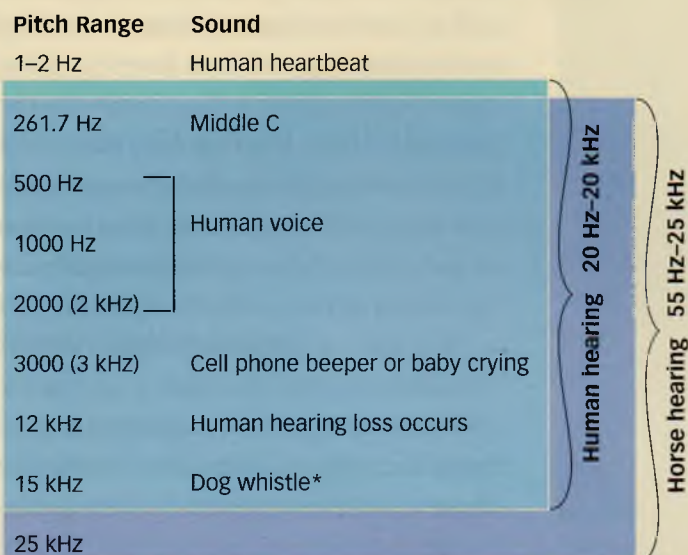 Pitch Range Sound
1–2 Hz Human heartbeat
261.7 Hz Middle C
500 Hz
Human voice
1000 Hz
2000 (2 kHz)
3000 (3 kHz) Cell phone beeper or baby crying
12 kHz Human hearing loss occurs
15 kHz Dog whistle*
25 kHz
Human hearing 20 Hz–20 kHz
Horse hearing 55 Hz–25 kHz